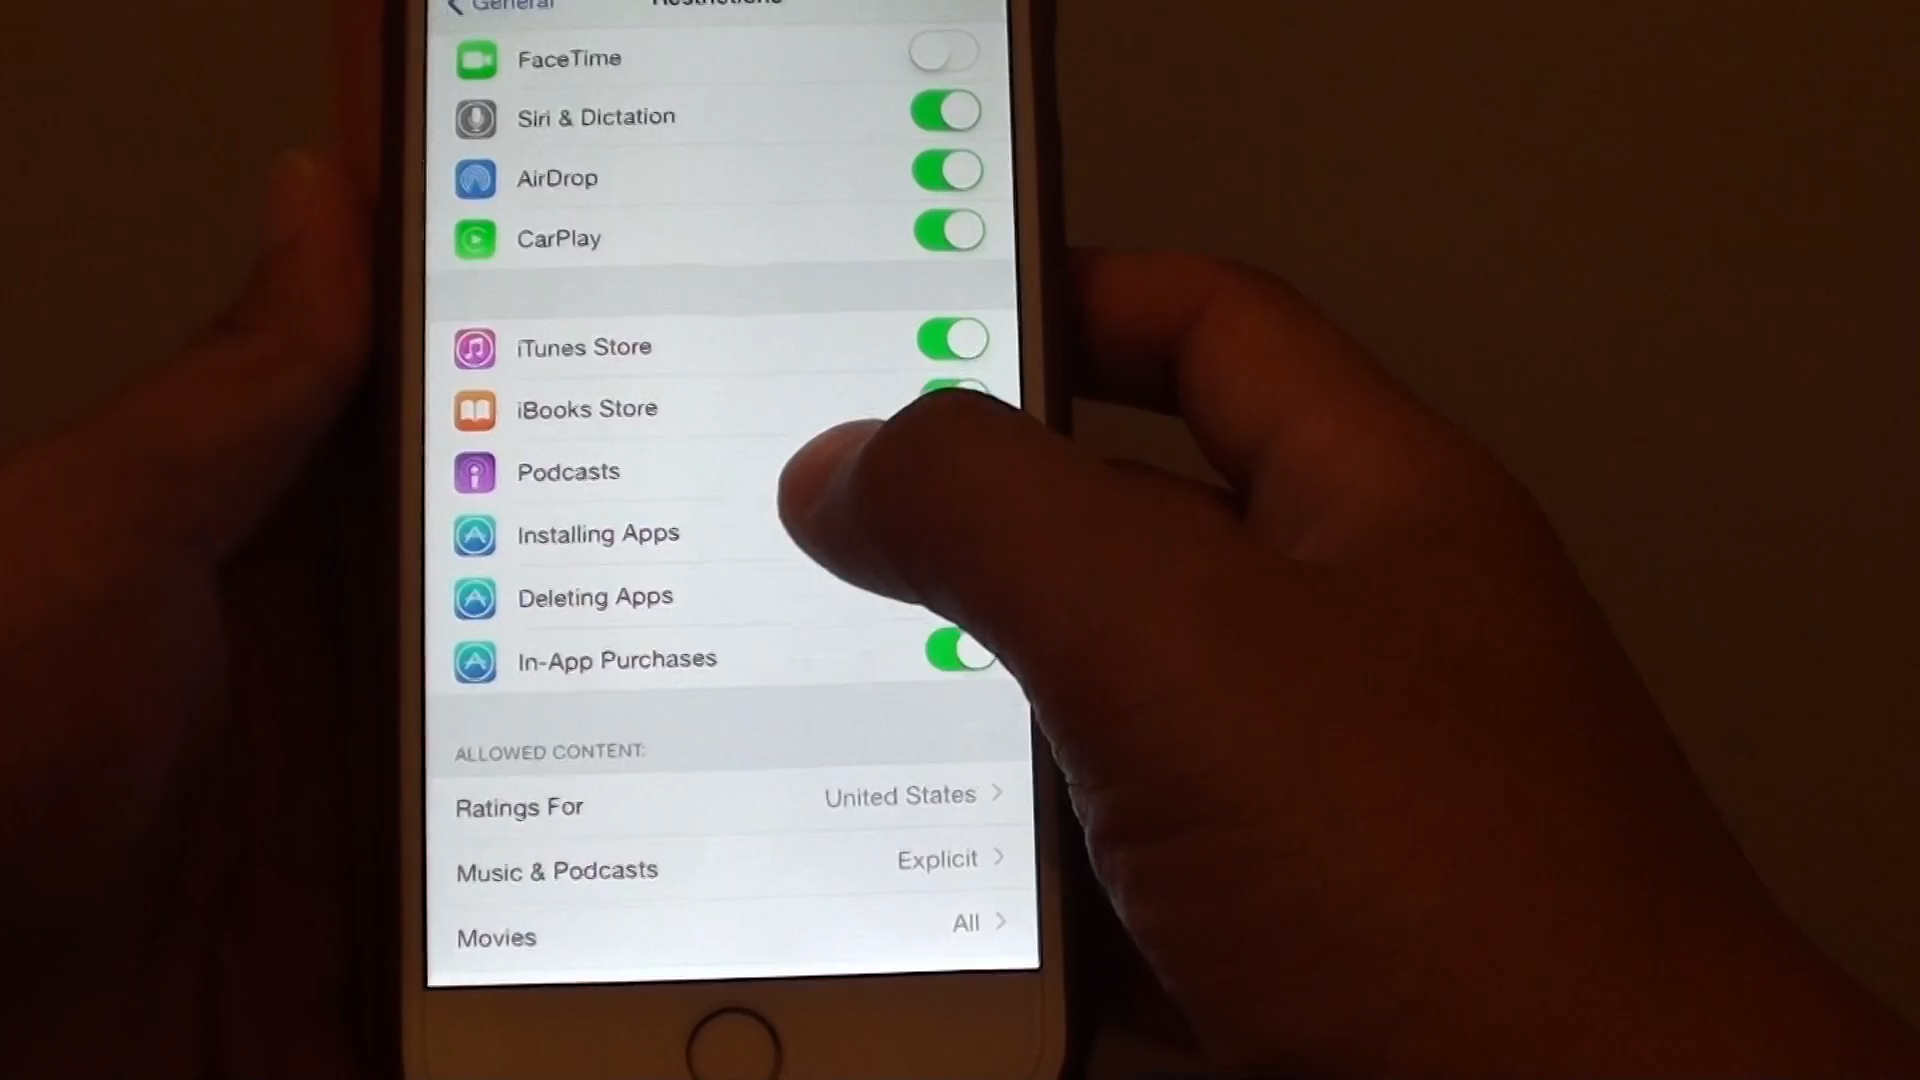 General
Restrictions
FaceTime
Siri & Dictation
AirDrop
CarPlay
iTunes Store
iBooks Store
Podcasts
Installing Apps
Deleting Apps
In-App Purchases
ALLOWED CONTENT:
Ratings For United States
Music & Podcasts Explicit
Movies All